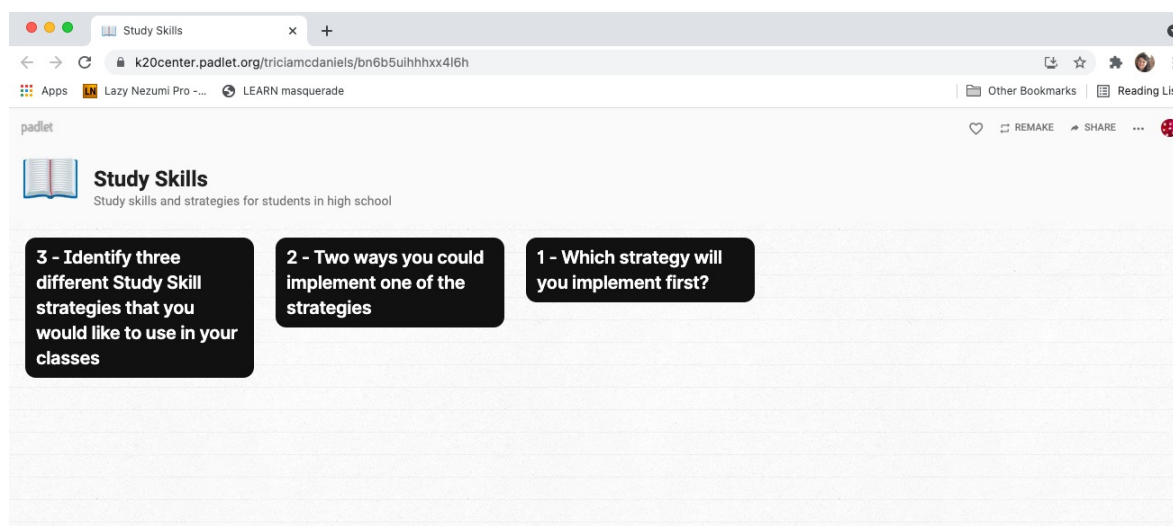 Study Skills
k20center.padlet.org/triciamcdaniels/bn6b5uihhhxx4l6h
Apps LN Lazy Nezumi Pro -... LEARN masquerade Other Bookmarks Reading Lis
padlet REMAKE SHARE
Study Skills
Study skills and strategies for students in high school
3 - Identify three
different Study Skill
strategies that you
would like to use in your
classes
2 - Two ways you could
implement one of the
strategies
1 - Which strategy will
you implement first?